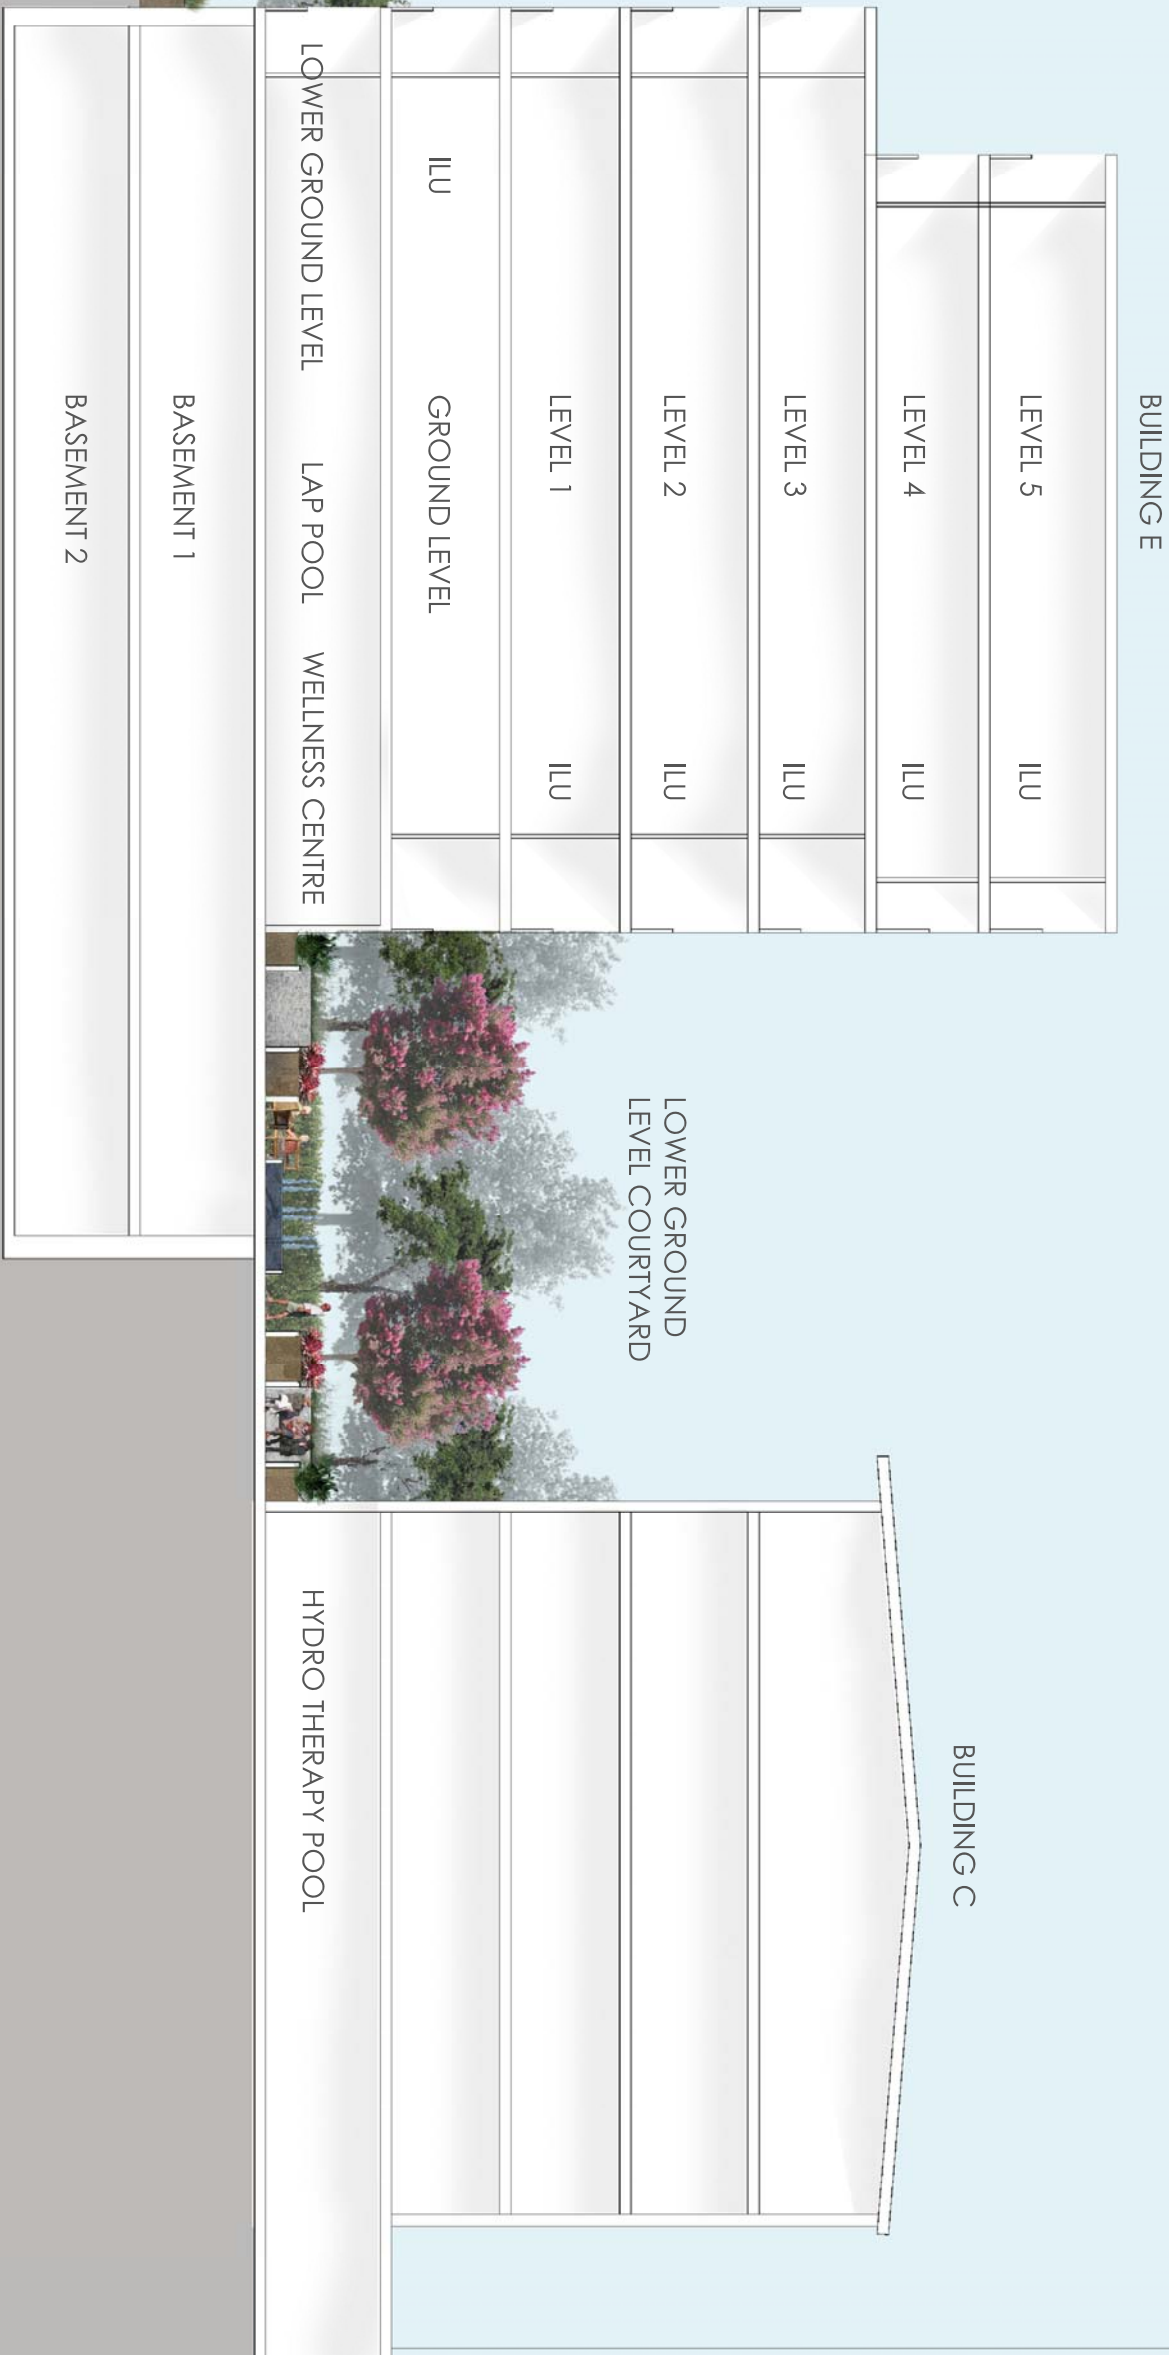 BUILDING E
LEVEL 5 ILU
LEVEL 4 ILU
LEVEL 3 ILU
LEVEL 2 ILU
LEVEL 1 ILU
ILU GROUND LEVEL
LOWER GROUND LEVEL LAP POOL WELLNESS CENTRE
BASEMENT 1
BASEMENT 2
LOWER GROUND
LEVEL COURTYARD
BUILDING C
HYDRO THERAPY POOL